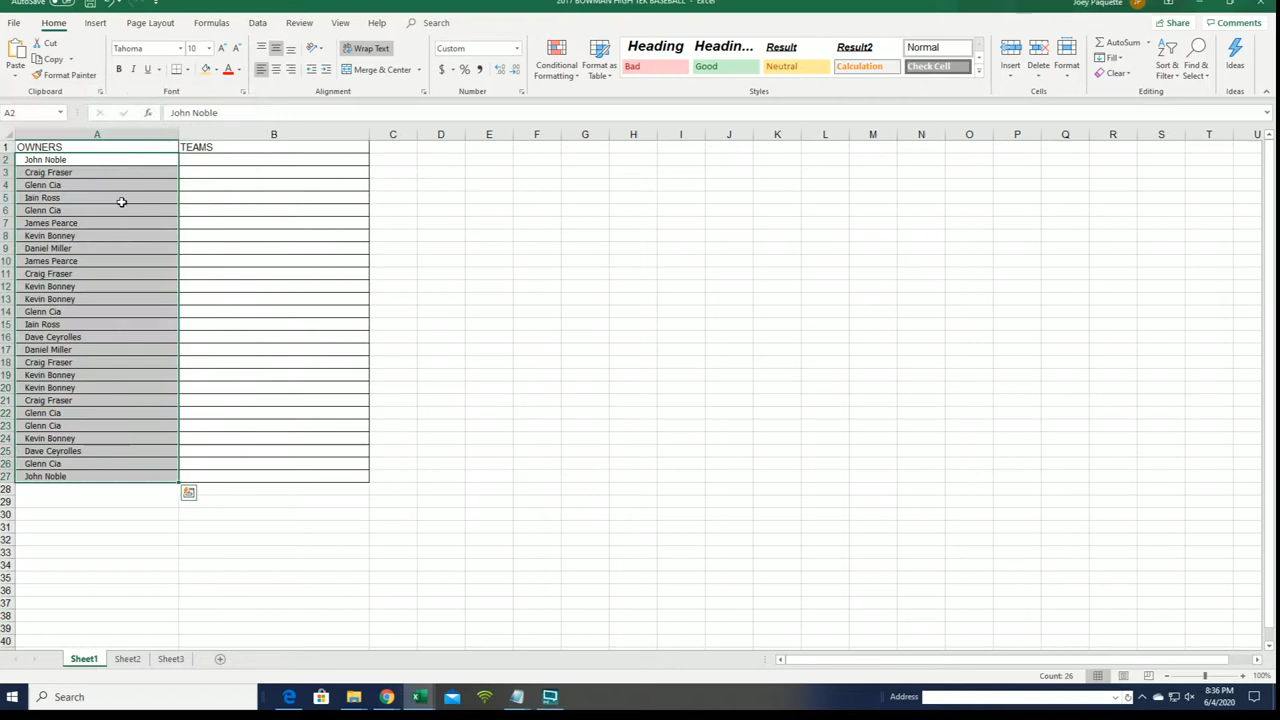 AutoSave Off 2017 BOWMAN HIGH TEK BASEBALL - Excel Joey Paquette JP
File Home Insert Page Layout Formulas Data Review View Help Search Share Comments
Paste Cut Copy Format Painter Clipboard
Tahoma 10 B I U A Font
Wrap Text Merge & Center Alignment
Custom $ % , Number
Conditional Formatting Format as Table
Heading Headin... Result Result2 Normal
Bad Good Neutral Calculation Check Cell
Styles
Insert Delete Format Cells
AutoSum Fill Clear Sort & Filter Find & Select Editing
Ideas Ideas
A2 fx John Noble
A B C D E F G H I J K L M N O P Q R S T U
1 OWNERS TEAMS
2 John Noble
3 Craig Fraser
4 Glenn Cia
5 Iain Ross
6 Glenn Cia
7 James Pearce
8 Kevin Bonney
9 Daniel Miller
10 James Pearce
11 Craig Fraser
12 Kevin Bonney
13 Kevin Bonney
14 Glenn Cia
15 Iain Ross
16 Dave Ceyrolles
17 Daniel Miller
18 Craig Fraser
19 Kevin Bonney
20 Kevin Bonney
21 Craig Fraser
22 Glenn Cia
23 Glenn Cia
24 Kevin Bonney
25 Dave Ceyrolles
26 Glenn Cia
27 John Noble
28
29
30
31
32
33
34
35
36
37
38
39
40
Sheet1 Sheet2 Sheet3
Count: 26 100%
Search Address 8:36 PM
6/4/2020